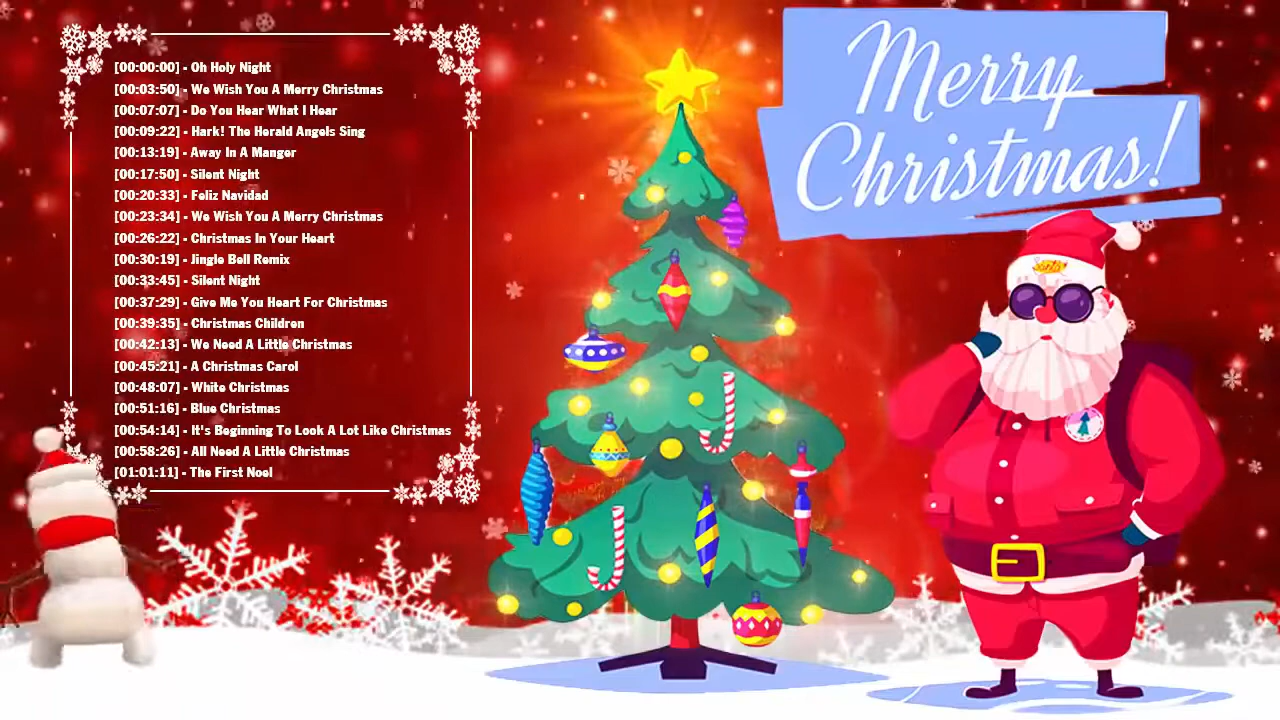 [00:00:00] - Oh Holy Night
[00:03:50] - We Wish You A Merry Christmas
[00:07:07] - Do You Hear What I Hear
[00:09:22] - Hark! The Herald Angels Sing
[00:13:19] - Away In A Manger
[00:17:50] - Silent Night
[00:20:33] - Feliz Navidad
[00:23:34] - We Wish You A Merry Christmas
[00:26:22] - Christmas In Your Heart
[00:30:19] - Jingle Bell Remix
[00:33:45] - Silent Night
[00:37:29] - Give Me You Heart For Christmas
[00:39:35] - Christmas Children
[00:42:13] - We Need A Little Christmas
[00:45:21] - A Christmas Carol
[00:48:07] - White Christmas
[00:51:16] - Blue Christmas
[00:54:14] - It's Beginning To Look A Lot Like Christmas
[00:58:26] - All Need A Little Christmas
[01:01:11] - The First Noel
Merry
Christmas!